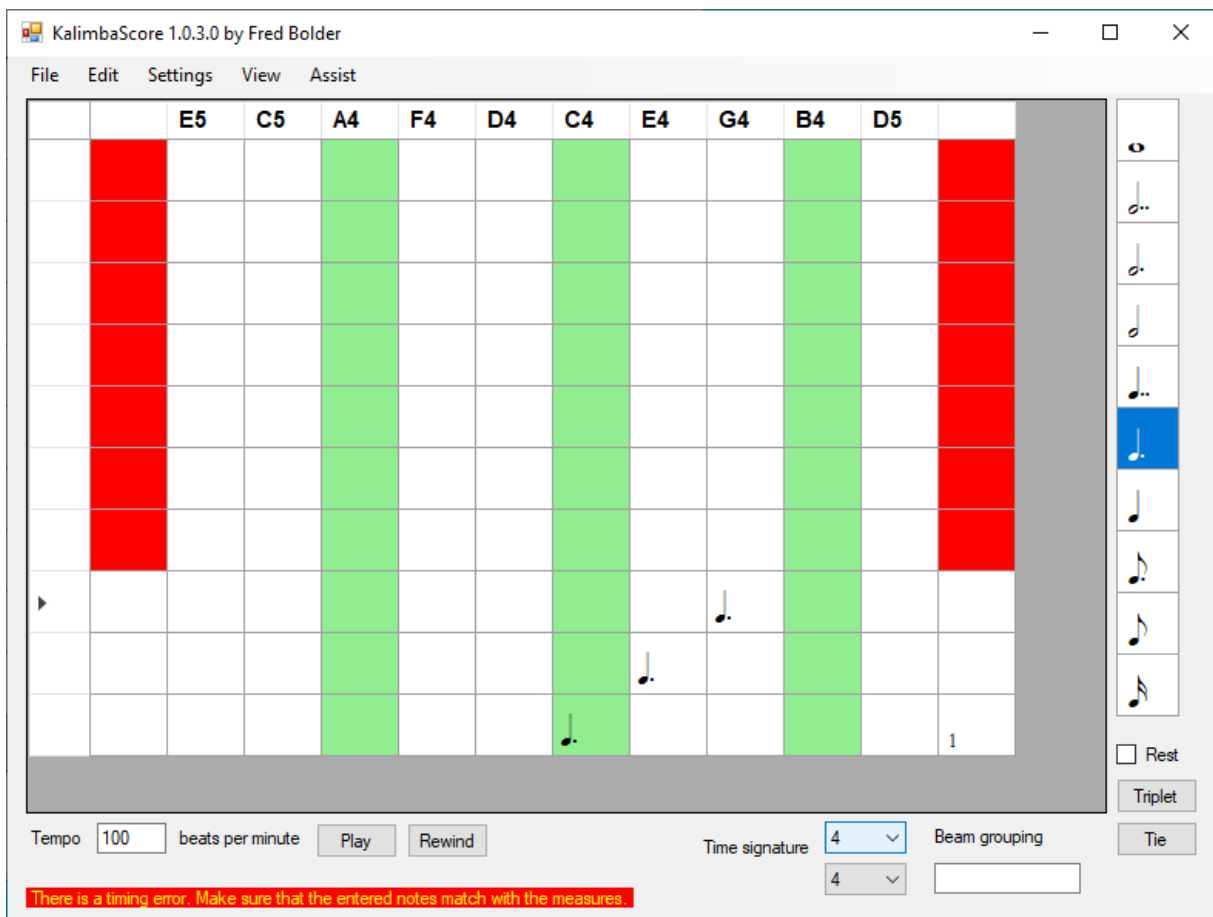 KalimbaScore 1.0.3.0 by Fred Bolder
File Edit Settings View Assist
E5 C5 A4 F4 D4 C4 E4 G4 B4 D5
1
Rest
Triplet
Tempo 100 beats per minute Play Rewind Time signature 4 Beam grouping Tie
4
There is a timing error. Make sure that the entered notes match with the measures.